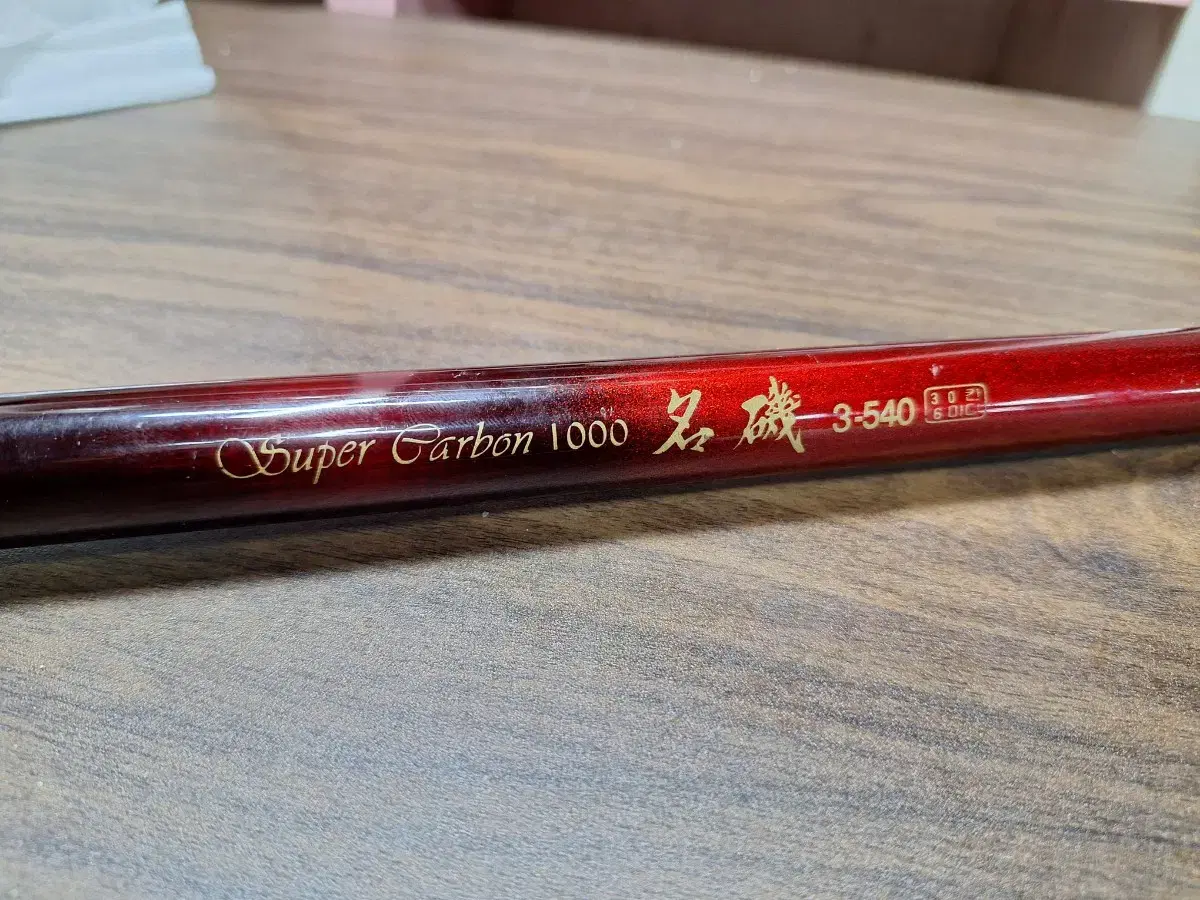 Super Carbon 1000 名磯 3-540